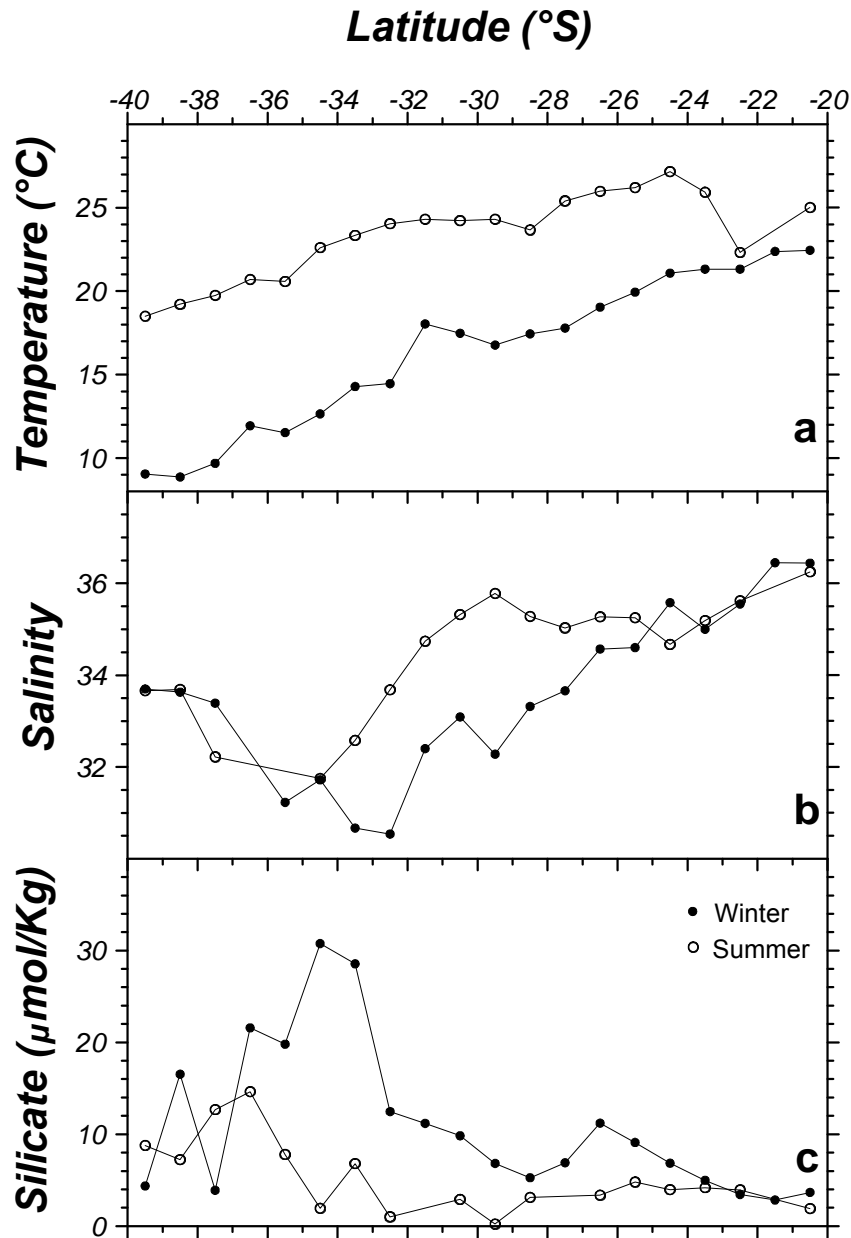 Latitude (°S)
-40 -38 -36 -34 -32 -30 -28 -26 -24 -22 -20
Temperature (°C)
25
20
15
10
a
Salinity
36
34
32
b
Silicate (μmol/Kg)
30
20
10
0
Winter
Summer
c